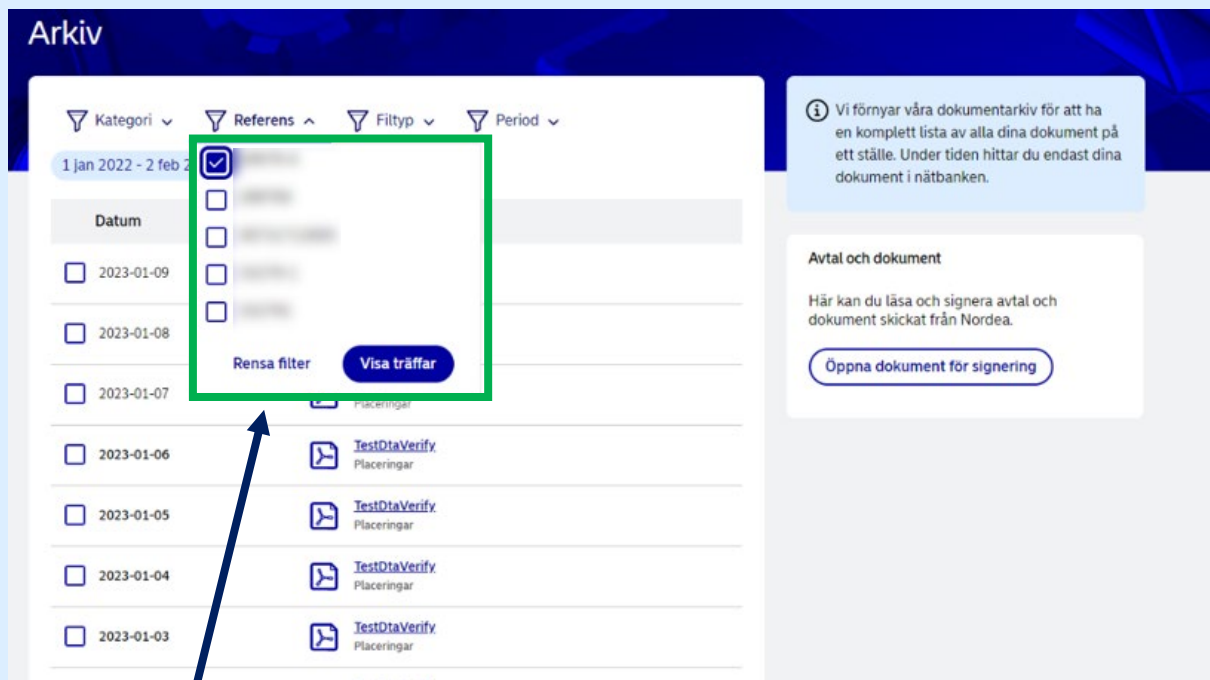 Arkiv
Kategori
Referens
Filtyp
Period
1 jan 2022 - 2 feb 2
Datum
2023-01-09
2023-01-08
Rensa filter
Visa träffar
2023-01-07
Placeringar
2023-01-06
TestDtaVerify
Placeringar
2023-01-05
TestDtaVerify
Placeringar
2023-01-04
TestDtaVerify
Placeringar
2023-01-03
TestDtaVerify
Placeringar
Vi förnyar våra dokumentarkiv för att ha
en komplett lista av alla dina dokument på
ett ställe. Under tiden hittar du endast dina
dokument i nätbanken.
Avtal och dokument
Här kan du läsa och signera avtal och
dokument skickat från Nordea.
Öppna dokument för signering